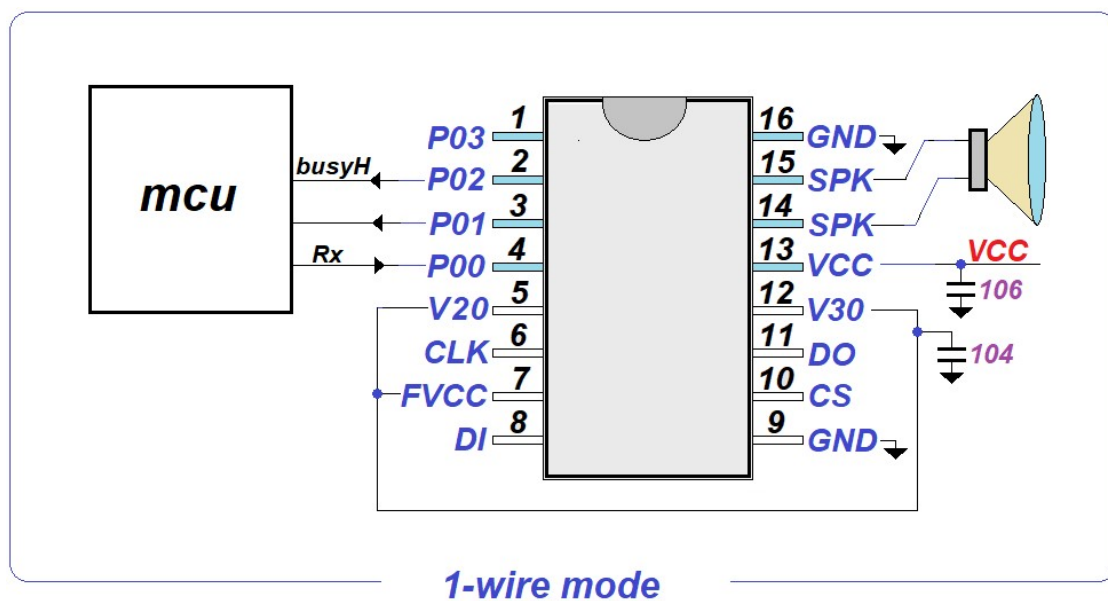 mcu
busyH
Rx
P03 1
P02 2
P01 3
P00 4
V20 5
CLK 6
FVCC 7
DI 8
16 GND
15 SPK
14 SPK
13 VCC
VCC
106
12 V30
104
11 DO
10 CS
9 GND
1-wire mode